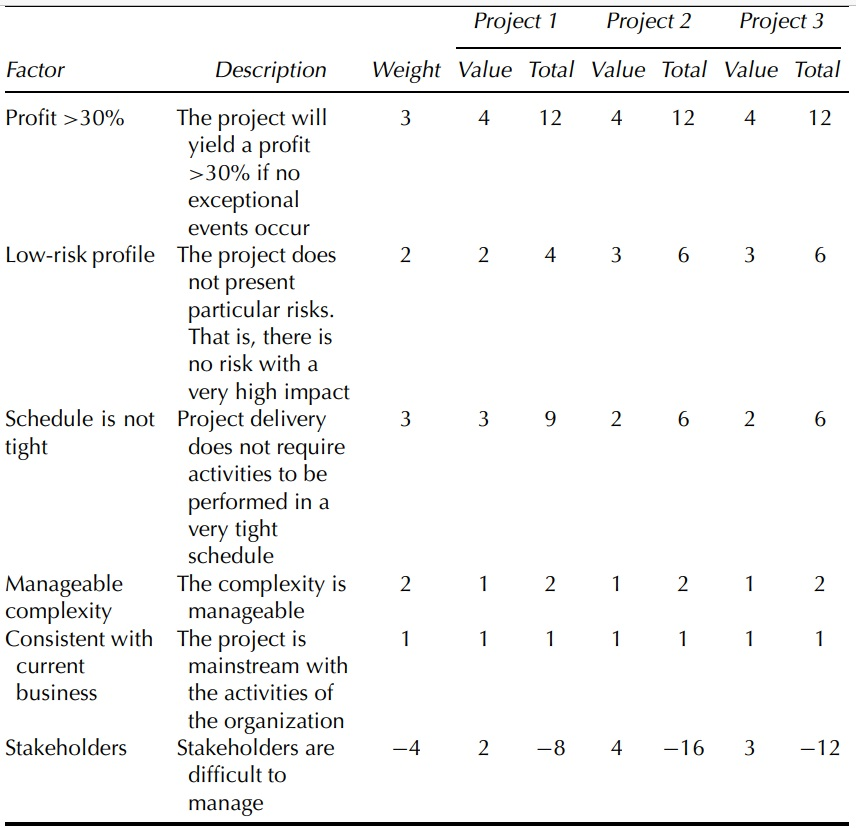 Project 1 Project 2 Project 3
Factor Description Weight Value Total Value Total Value Total
Profit >30% The project will 3 4 12 4 12 4 12
yield a profit
>30% if no
exceptional
events occur
Low-risk profile The project does 2 2 4 3 6 3 6
not present
particular risks.
That is, there is
no risk with a
very high impact
Schedule is not Project delivery 3 3 9 2 6 2 6
tight does not require
activities to be
performed in a
very tight
schedule
Manageable The complexity is 2 1 2 1 2 1 2
complexity manageable
Consistent with The project is 1 1 1 1 1 1 1
current mainstream with
business the activities of
the organization
Stakeholders Stakeholders are −4 2 −8 4 −16 3 −12
difficult to
manage